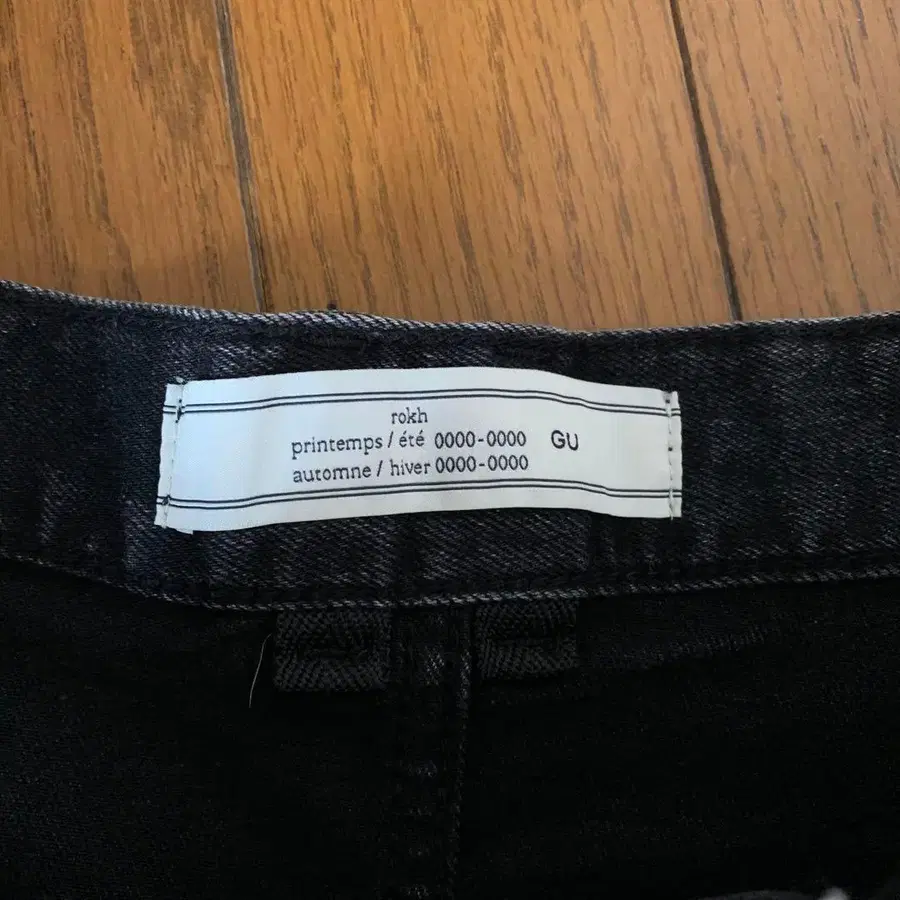 rokh
printemps / été 0000-0000 GU
automne / hiver 0000-0000